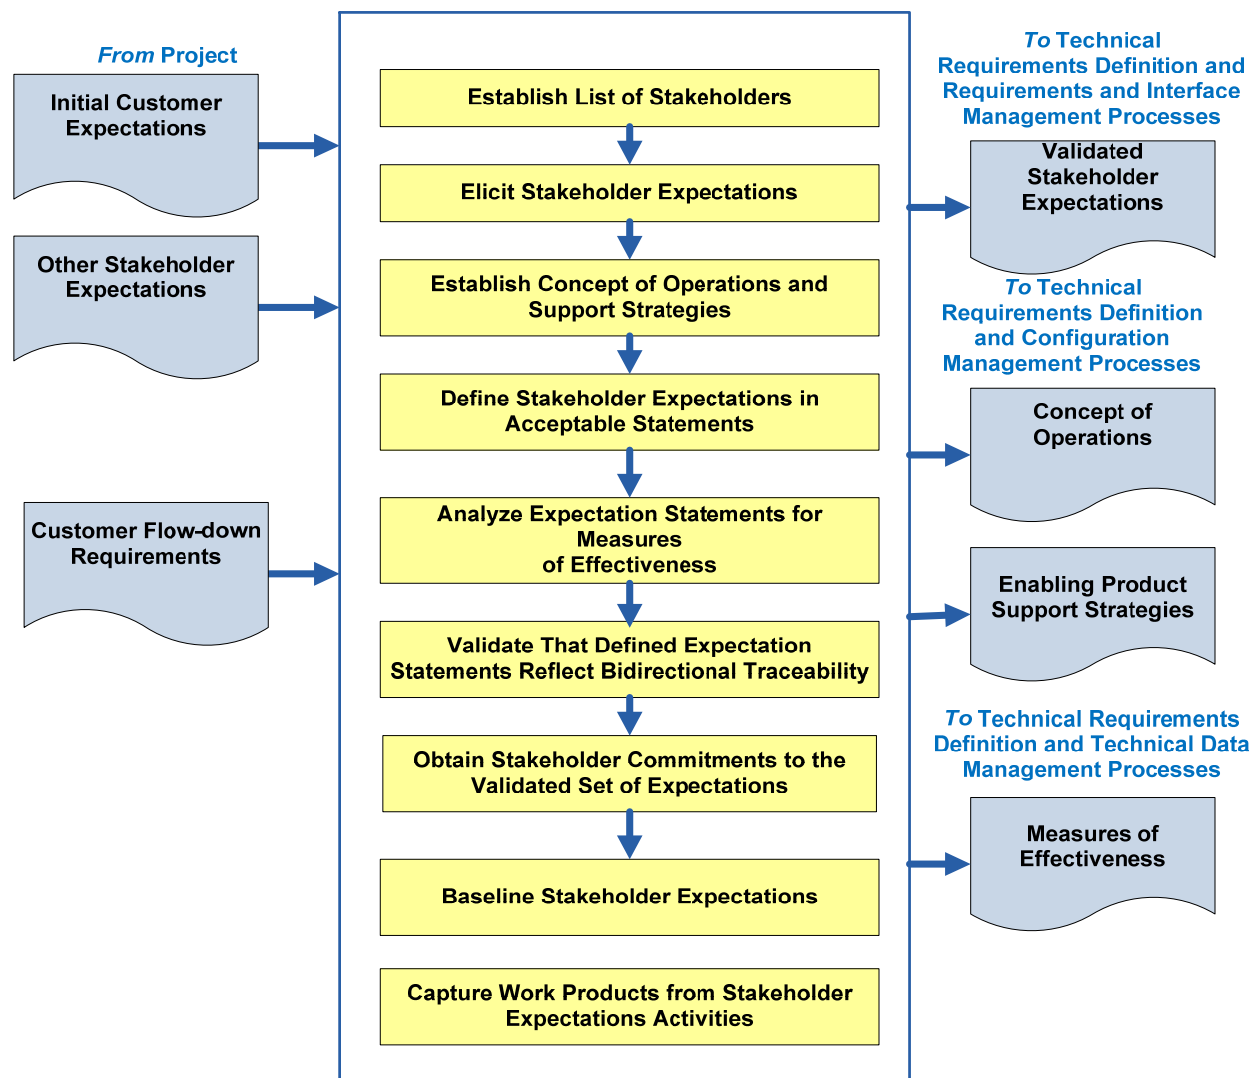 From Project
Initial Customer
Expectations
Other Stakeholder
Expectations
Customer Flow-down
Requirements
Establish List of Stakeholders
Elicit Stakeholder Expectations
Establish Concept of Operations and
Support Strategies
Define Stakeholder Expectations in
Acceptable Statements
Analyze Expectation Statements for
Measures
of Effectiveness
Validate That Defined Expectation
Statements Reflect Bidirectional Traceability
Obtain Stakeholder Commitments to the
Validated Set of Expectations
Baseline Stakeholder Expectations
Capture Work Products from Stakeholder
Expectations Activities
To Technical
Requirements Definition and
Requirements and Interface
Management Processes
Validated
Stakeholder
Expectations
To Technical
Requirements Definition
and Configuration
Management Processes
Concept of
Operations
Enabling Product
Support Strategies
To Technical Requirements
Definition and Technical Data
Management Processes
Measures of
Effectiveness